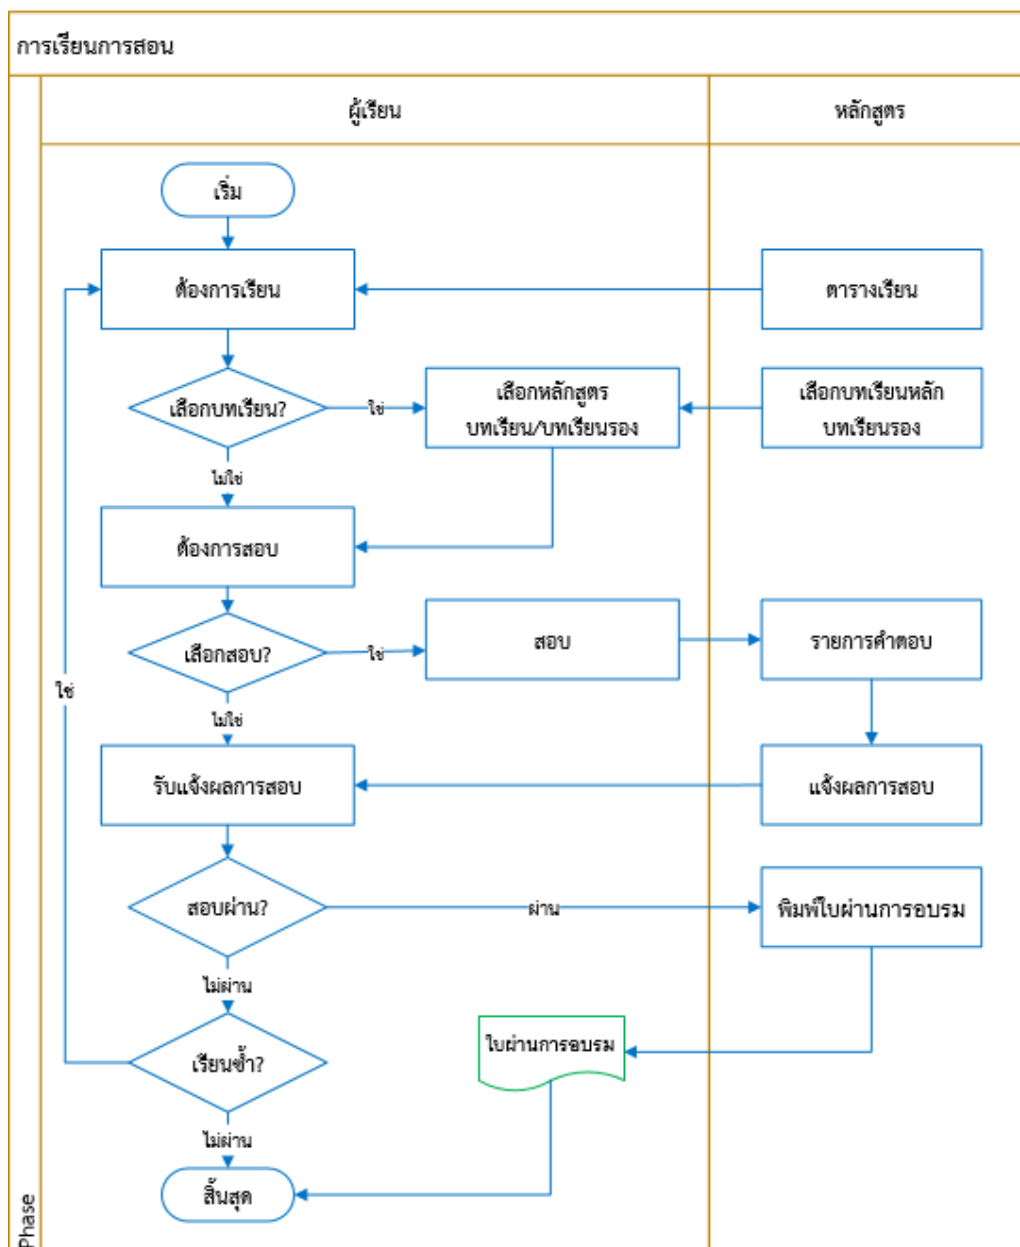 การเรียนการสอน
ผู้เรียน
หลักสูตร
เริ่ม
ต้องการเรียน
ตารางเรียน
เลือกบทเรียน?
ใช่
เลือกหลักสูตร
บทเรียน/บทเรียนรอง
เลือกบทเรียนหลัก
บทเรียนรอง
ไม่ใช่
ต้องการสอบ
เลือกสอบ?
ใช่
สอบ
รายการคำตอบ
ใช่
ไม่ใช่
รับแจ้งผลการสอบ
แจ้งผลการสอบ
สอบผ่าน?
ผ่าน
พิมพ์ใบผ่านการอบรม
ไม่ผ่าน
ใบผ่านการอบรม
เรียนซ้ำ?
ไม่ผ่าน
สิ้นสุด
Phase